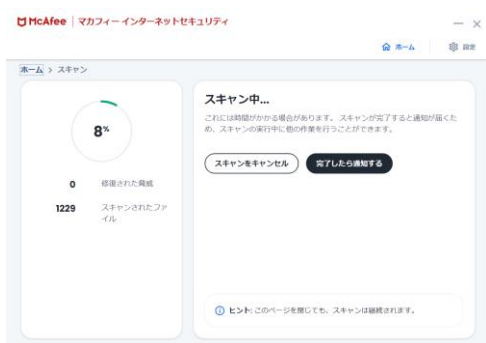 McAfee | マカフィー インターネットセキュリティ
ホーム 設定
ホーム > スキャン
8%
0 修復された脅威
1229 スキャンされたファ
イル
スキャン中...
これには時間がかかる場合があります。スキャンが完了すると通知が届くた
め、スキャンの実行中に他の作業を行うことができます。
スキャンをキャンセル 完了したら通知する
ヒント: このページを閉じても、スキャンは継続されます。